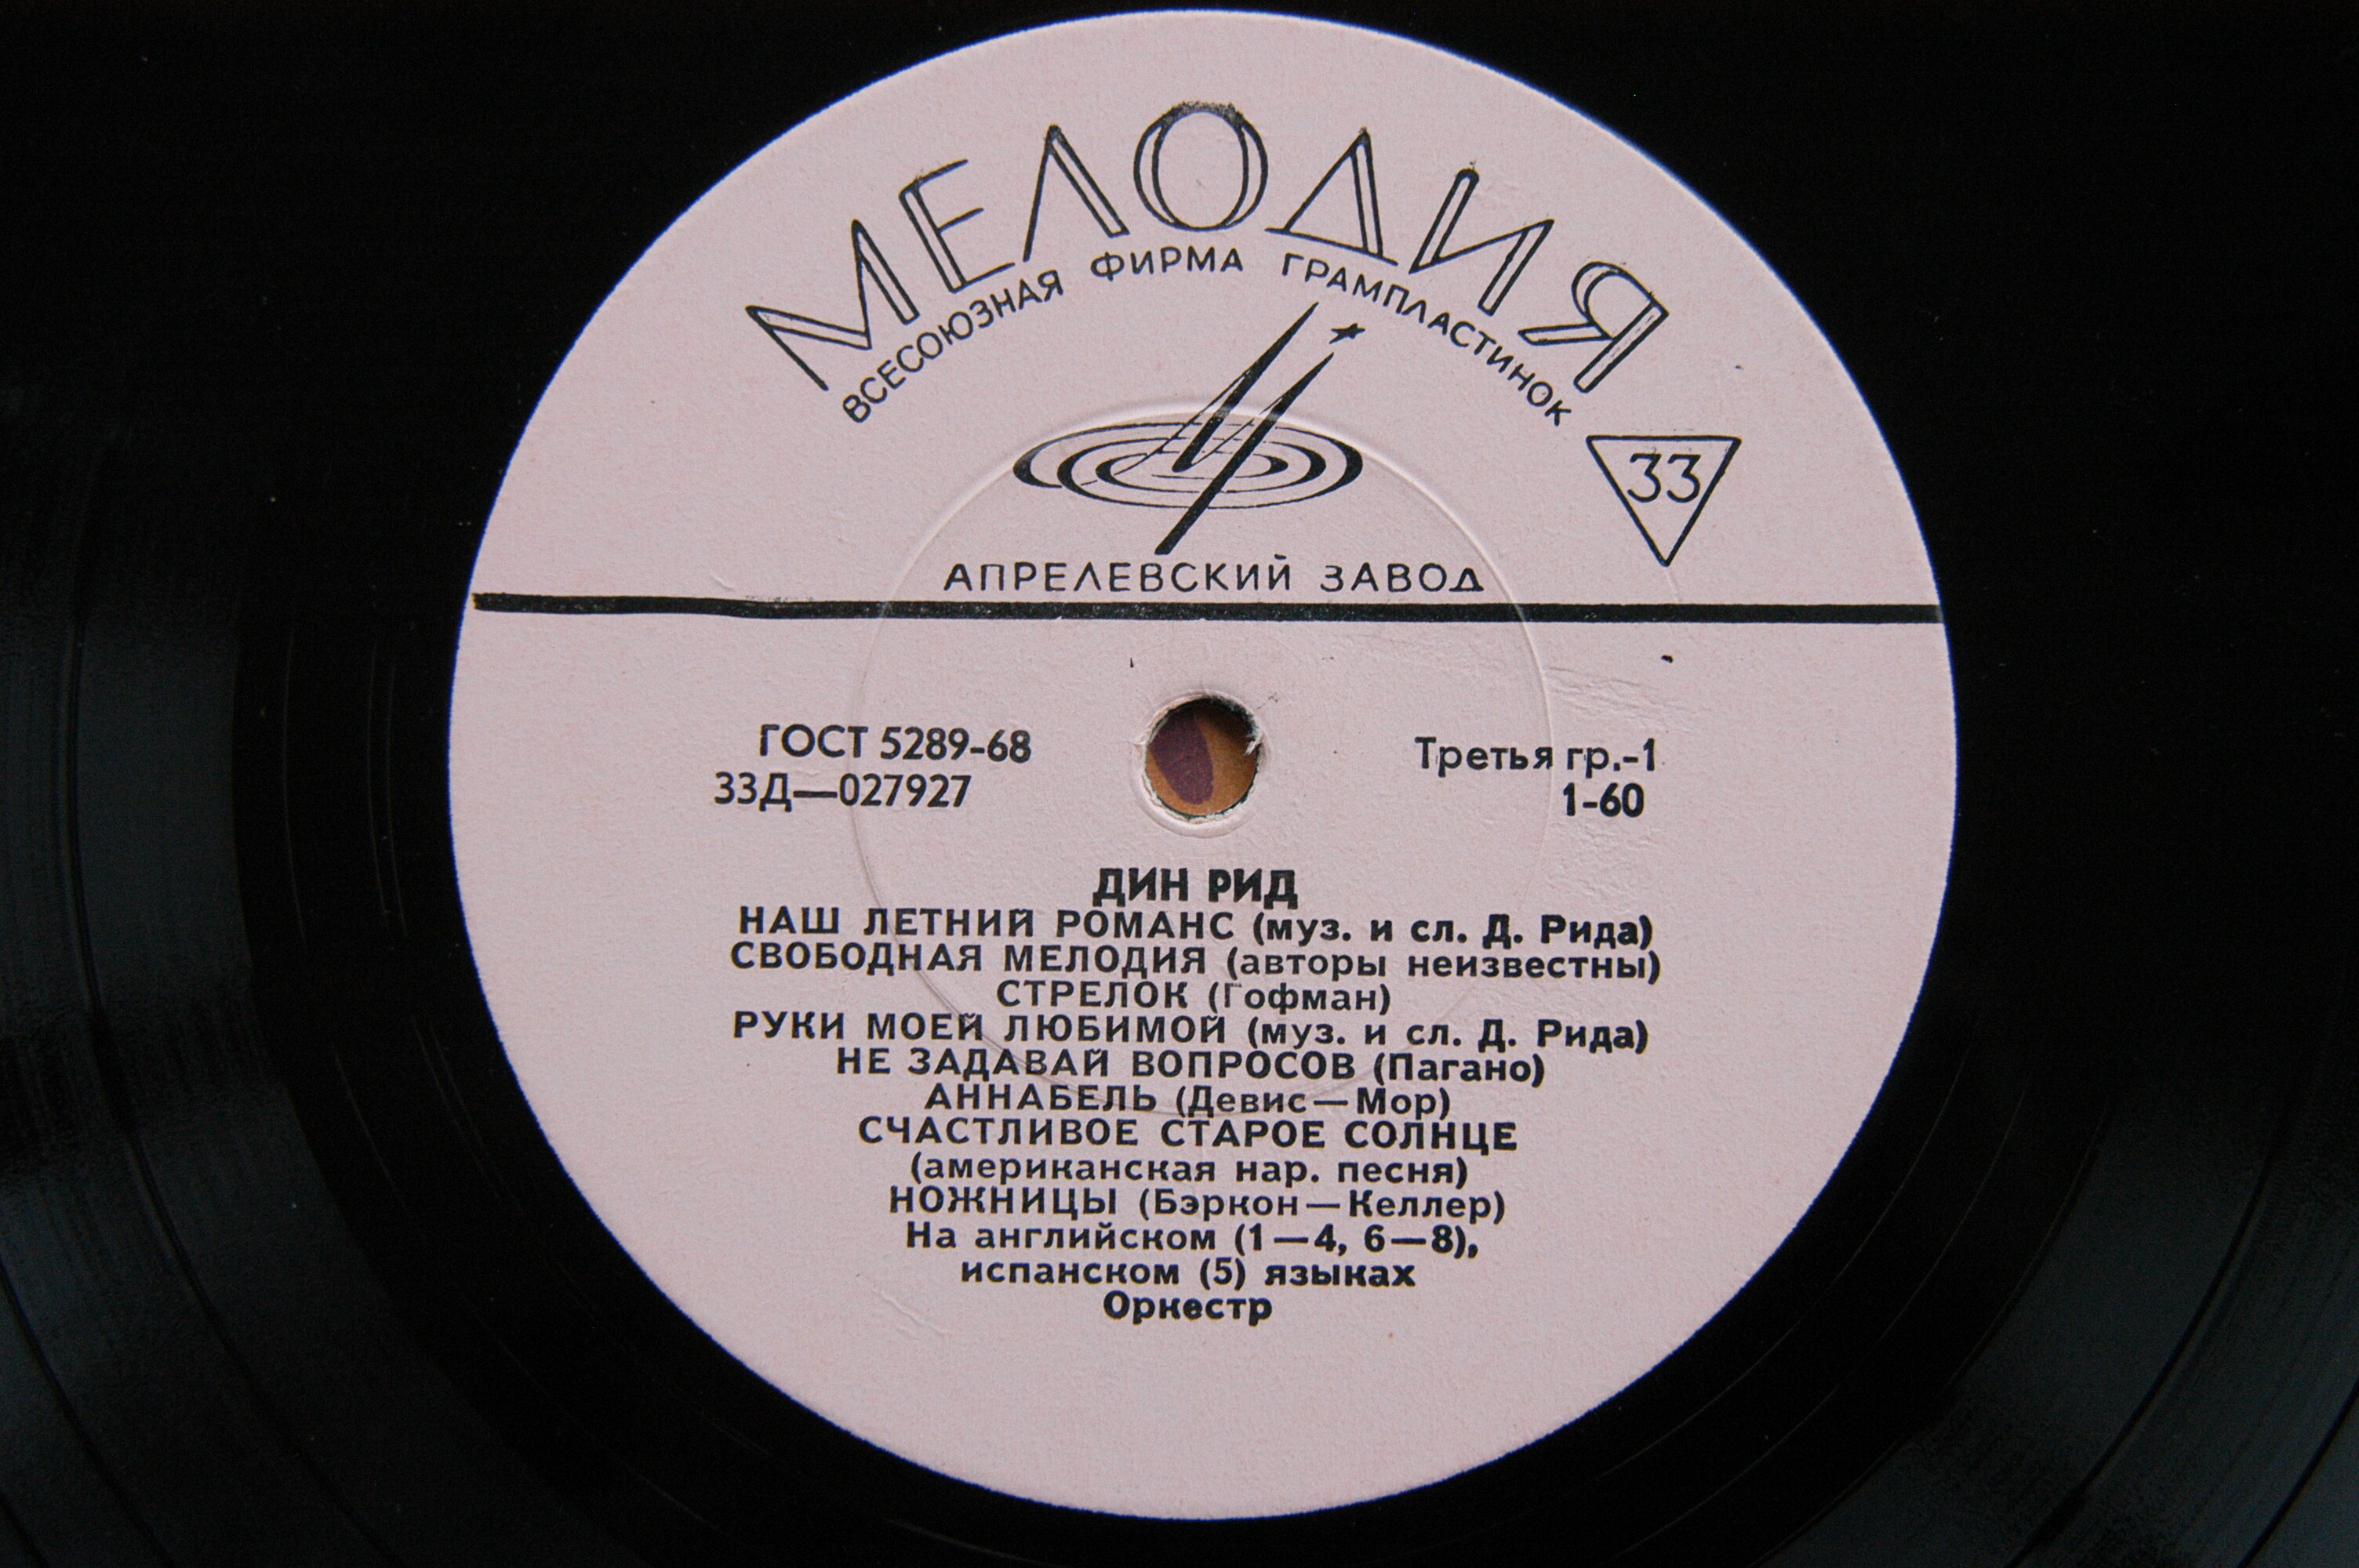 МЕЛОДИЯ
ВСЕСОЮЗНАЯ ФИРМА ГРАМПЛАСТИНОК
33
АПРЕЛЕВСКИЙ ЗАВОД
ГОСТ 5289-68
33Д—027927
Третья гр.-1
1-60
ДИН РИД
НАШ ЛЕТНИЙ РОМАНС (муз. и сл. Д. Рида)
СВОБОДНАЯ МЕЛОДИЯ (авторы неизвестны)
СТРЕЛОК (Гофман)
РУКИ МОЕЙ ЛЮБИМОЙ (муз. и сл. Д. Рида)
НЕ ЗАДАВАЙ ВОПРОСОВ (Пагано)
АННАБЕЛЬ (Девис—Мор)
СЧАСТЛИВОЕ СТАРОЕ СОЛНЦЕ
(американская нар. песня)
НОЖНИЦЫ (Бэркон—Келлер)
На английском (1—4, 6—8),
испанском (5) языках
Оркестр